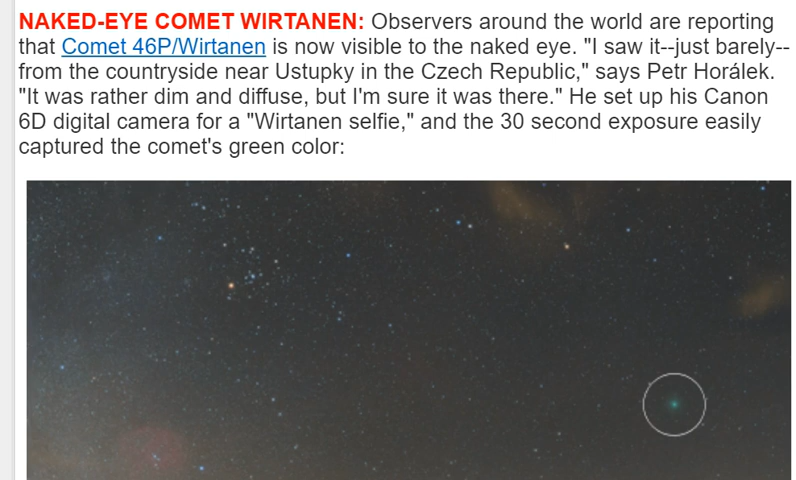 NAKED-EYE COMET WIRTANEN: Observers around the world are reporting
that Comet 46P/Wirtanen is now visible to the naked eye. "I saw it--just barely--
from the countryside near Ustupky in the Czech Republic," says Petr Horálek.
"It was rather dim and diffuse, but I'm sure it was there." He set up his Canon
6D digital camera for a "Wirtanen selfie," and the 30 second exposure easily
captured the comet's green color: